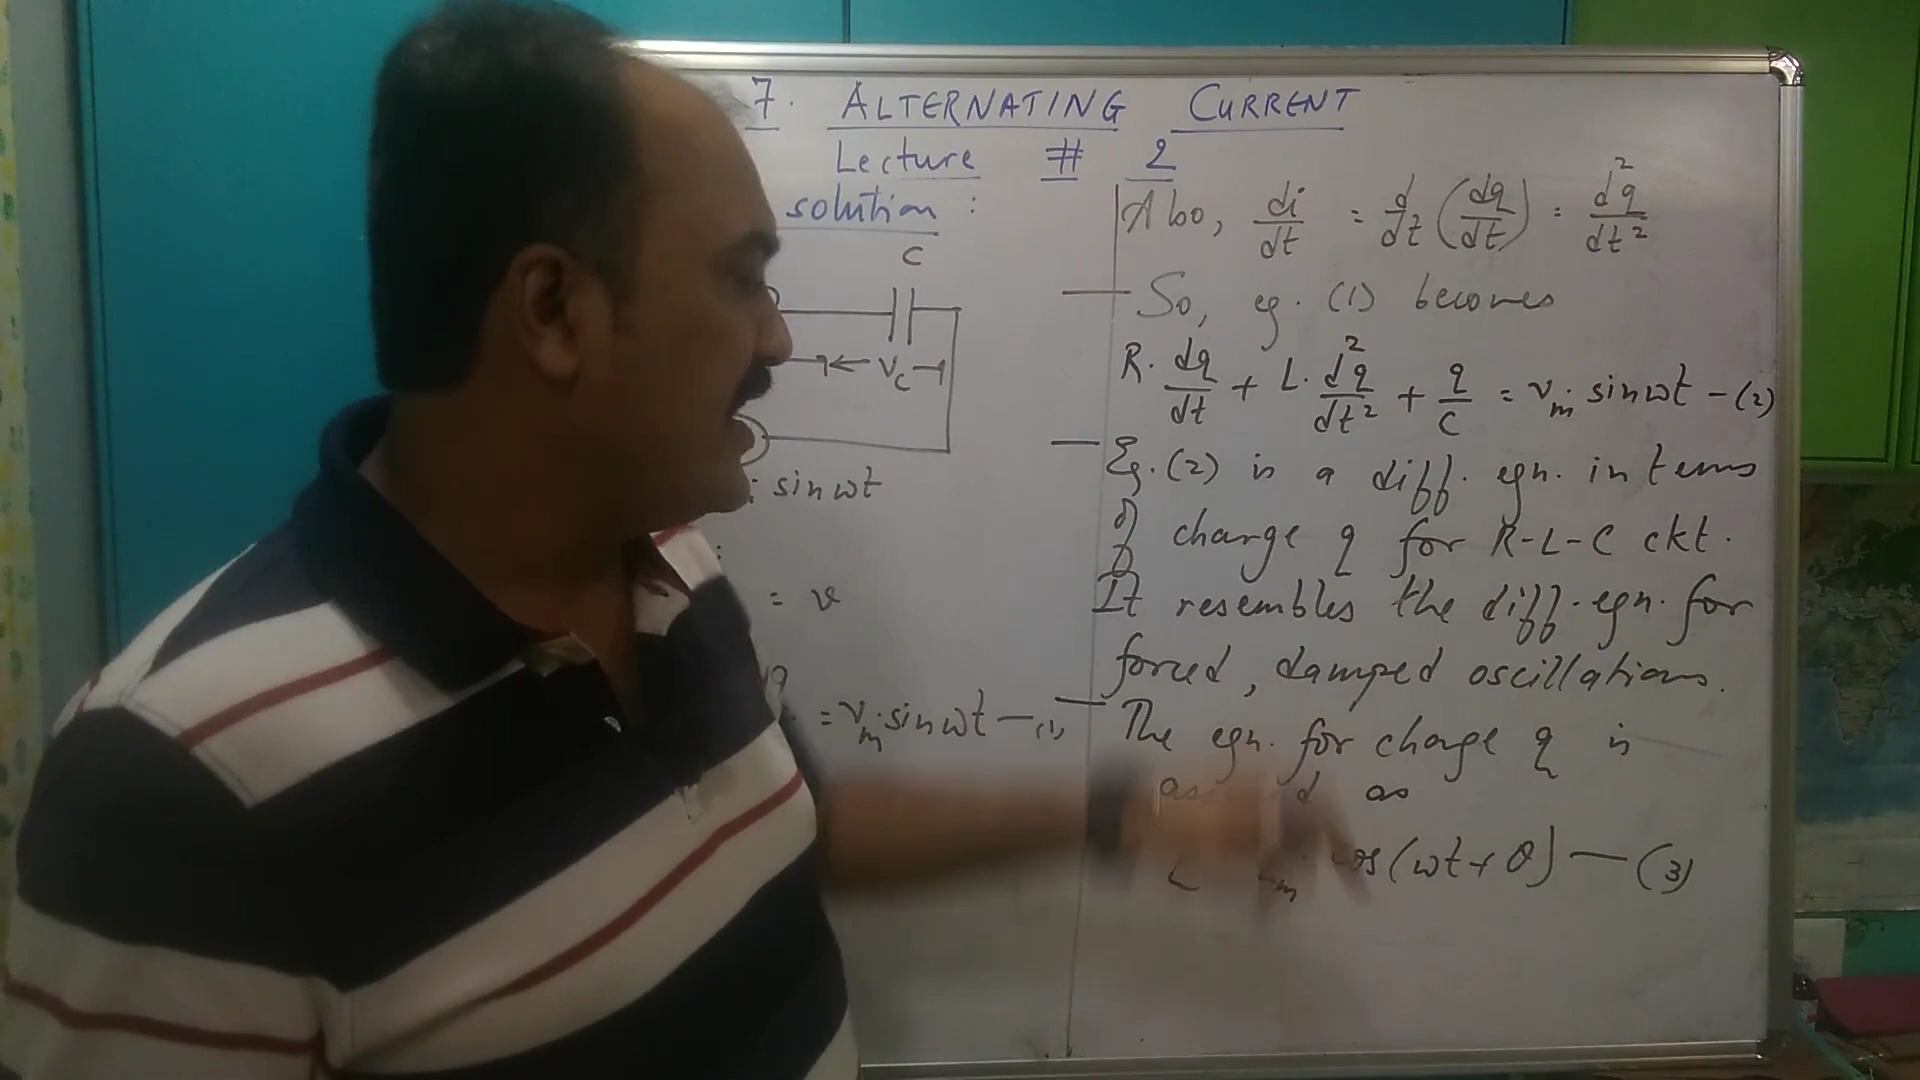 7. ALTERNATING CURRENT
Lecture # 2
solution :
C
V_C
: sin ωt
:
= v
q
= v_m . sin ωt — (1)
Also, di/dt = d/dt (dq/dt) = d²q/dt²
So, eq. (1) becomes
R. dq/dt + L. d²q/dt² + q/C = v_m . sin ωt - (2)
Eq. (2) is a diff. eqn. in terms
of charge q for R-L-C ckt.
It resembles the diff. eqn. for
forced, damped oscillations.
The eqn. for charge q is
as
cos(ωt + θ) — (3)